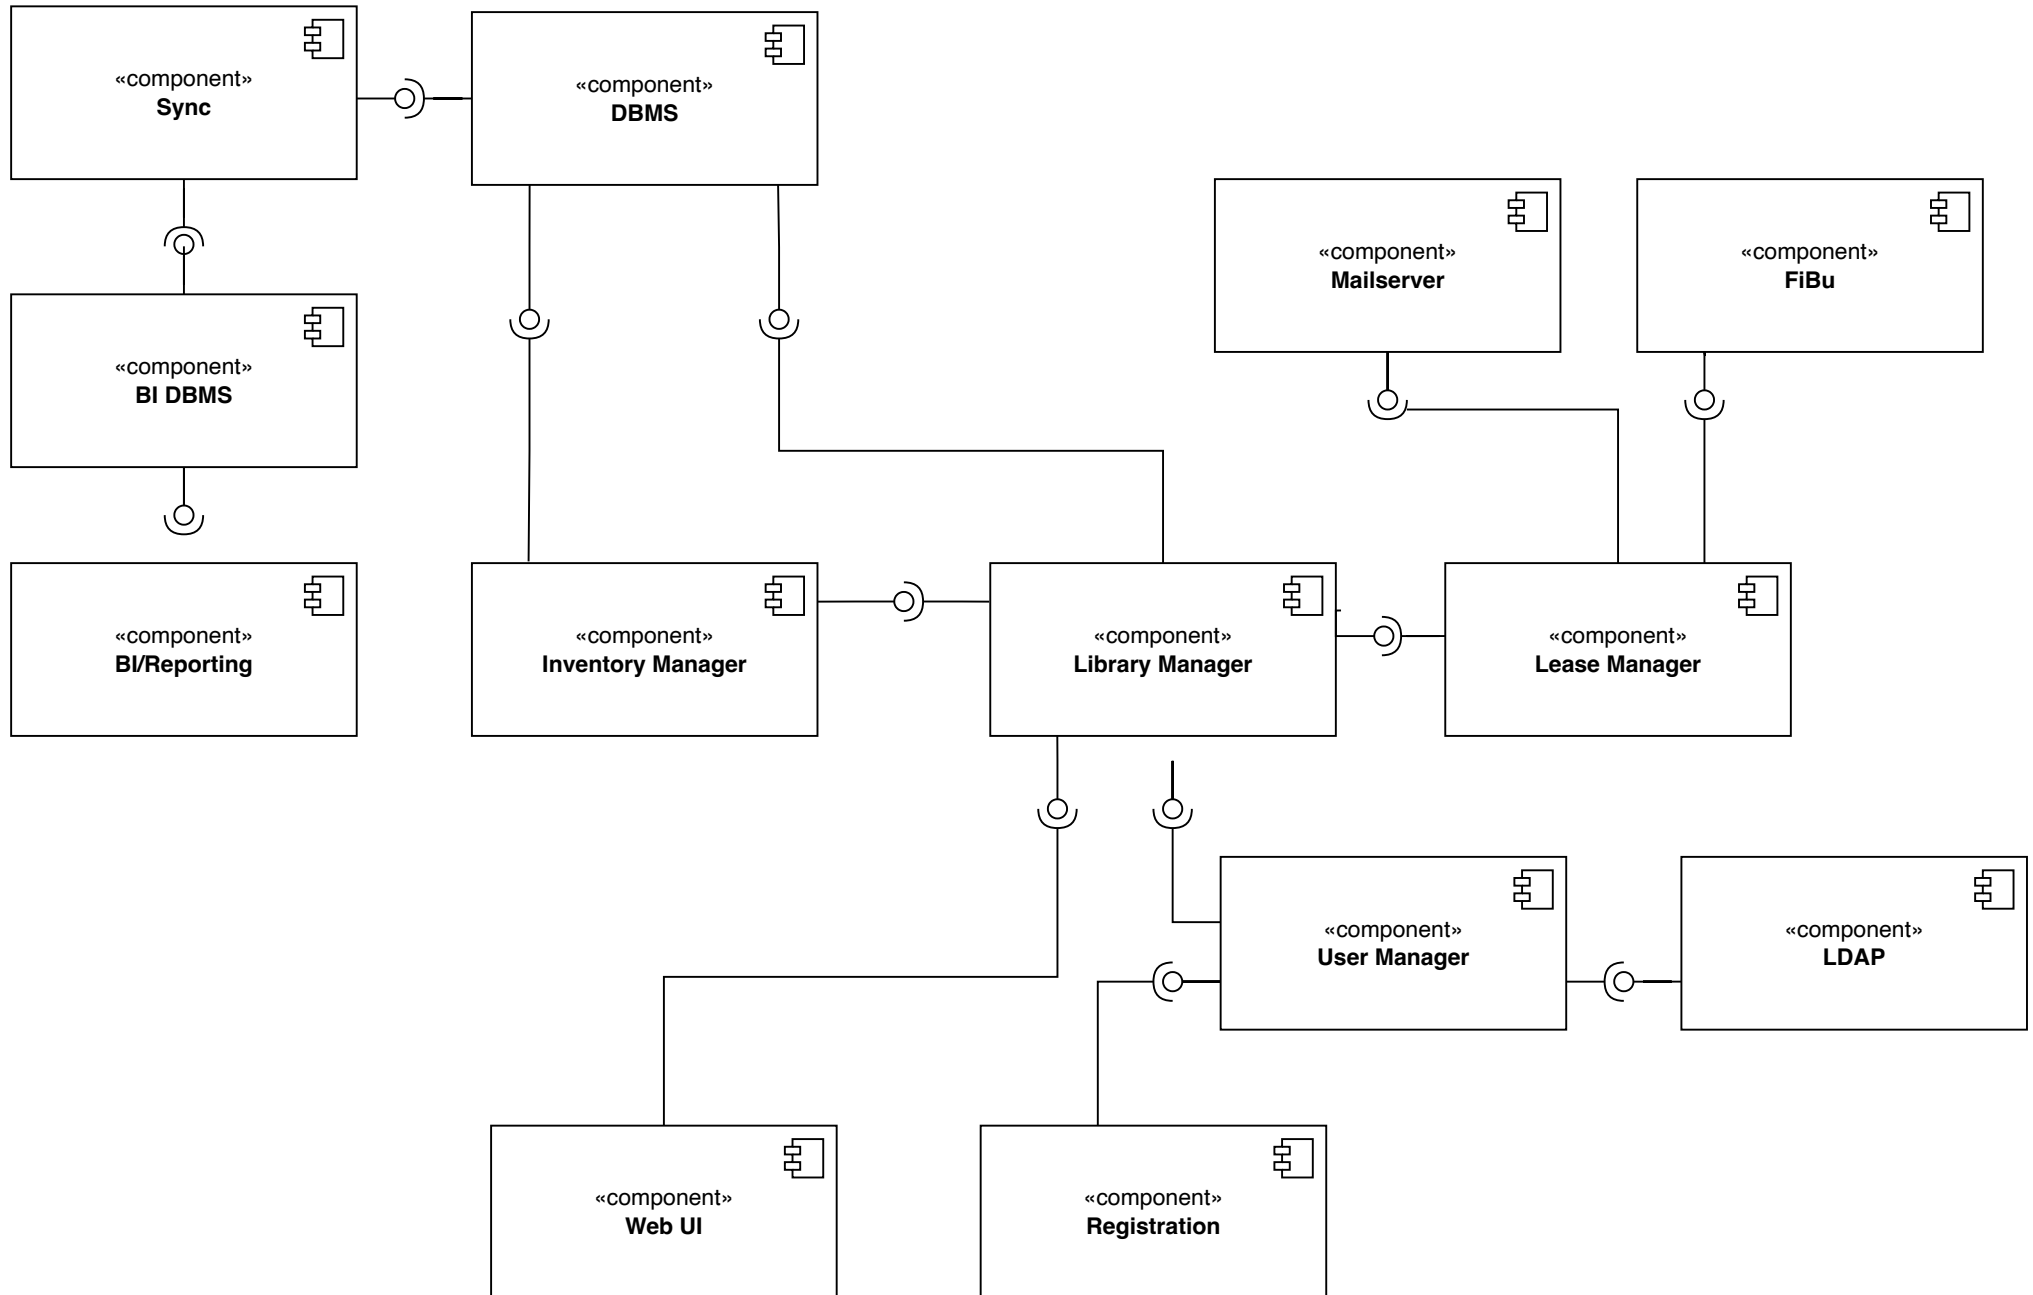 «component»
Sync
«component»
DBMS
«component»
Mailserver
«component»
FiBu
«component»
BI DBMS
«component»
BI/Reporting
«component»
Inventory Manager
«component»
Library Manager
«component»
Lease Manager
«component»
User Manager
«component»
LDAP
«component»
Web UI
«component»
Registration